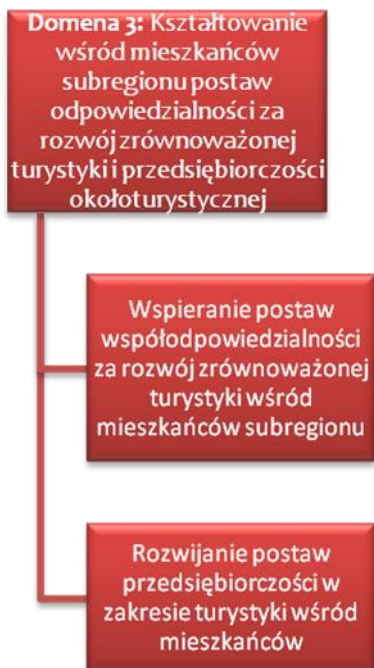 Domena 3: Kształtowanie
wśród mieszkańców
subregionu postaw
odpowiedzialności za
rozwój zrównoważonej
turystyki i przedsiębiorczości
okołoturystycznej
Wspieranie postaw
współodpowiedzialności
za rozwój zrównoważonej
turystyki wśród
mieszkańców subregionu
Rozwijanie postaw
przedsiębiorczości w
zakresie turystyki wśród
mieszkańców